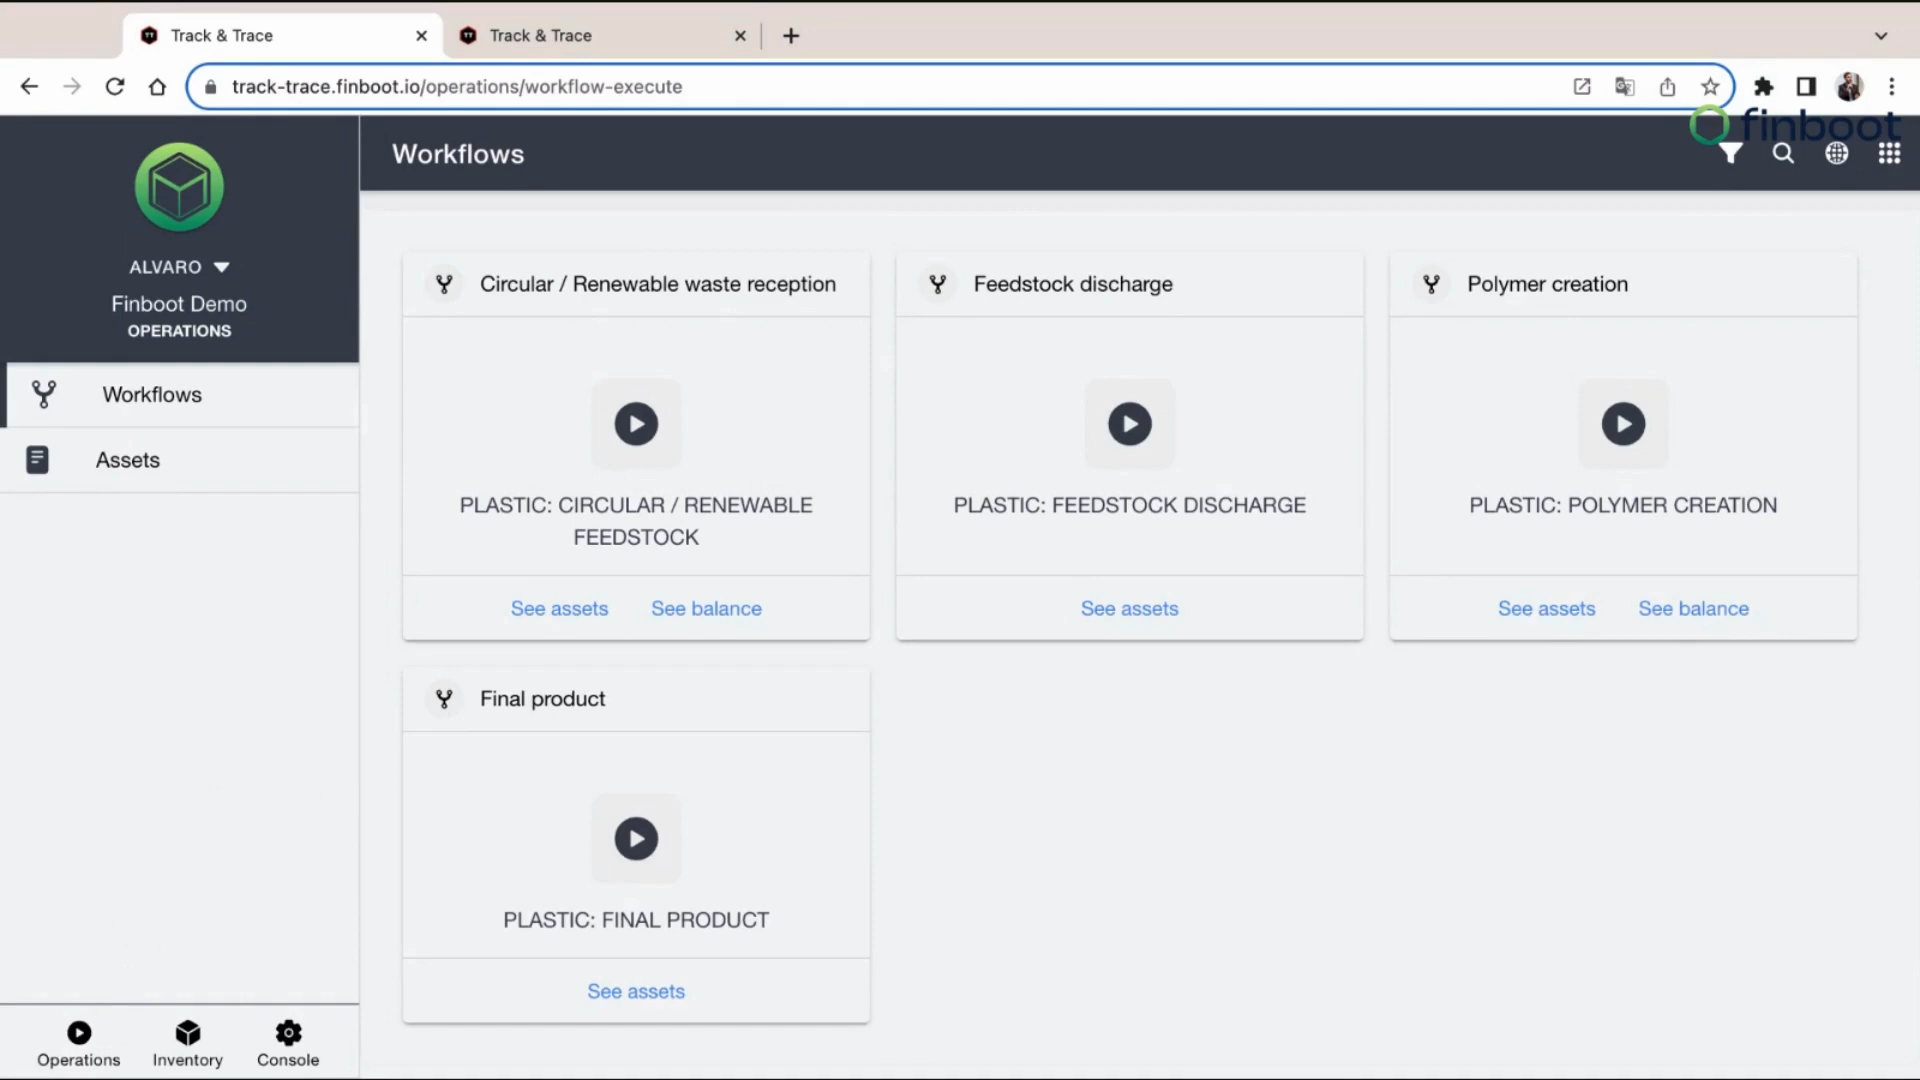 Track & Trace
Track & Trace
track-trace.finboot.io/operations/workflow-execute
finboot
Workflows
ALVARO
Finboot Demo
OPERATIONS
Workflows
Assets
Circular / Renewable waste reception
PLASTIC: CIRCULAR / RENEWABLE
FEEDSTOCK
See assets See balance
Feedstock discharge
PLASTIC: FEEDSTOCK DISCHARGE
See assets
Polymer creation
PLASTIC: POLYMER CREATION
See assets See balance
Final product
PLASTIC: FINAL PRODUCT
See assets
Operations Inventory Console